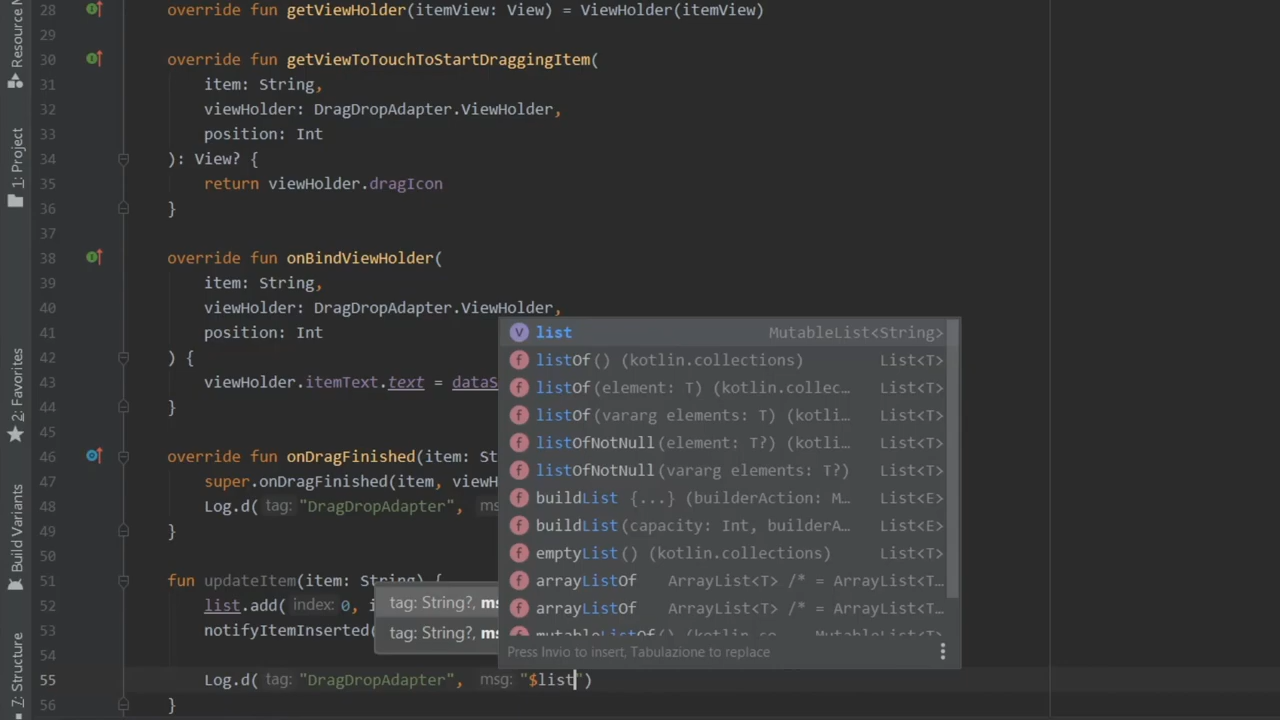 28 override fun getViewHolder(itemView: View) = ViewHolder(itemView)
29
30 override fun getViewToTouchToStartDraggingItem(
31 item: String,
32 viewHolder: DragDropAdapter.ViewHolder,
33 position: Int
34 ): View? {
35 return viewHolder.dragIcon
36 }
37
38 override fun onBindViewHolder(
39 item: String,
40 viewHolder: DragDropAdapter.ViewHolder,
41 position: Int
42 ) {
43 viewHolder.itemText.text = dataS
44 }
45
46 override fun onDragFinished(item: St
47 super.onDragFinished(item, viewH
48 Log.d( tag: "DragDropAdapter", ms
49 }
50
51 fun updateItem(item: String) {
52 list.add( index: 0, i
53 notifyItemInserted(
54
55 Log.d( tag: "DragDropAdapter", msg: "$list")
56 }
list MutableList<String>
listOf() (kotlin.collections) List<T>
listOf(element: T) (kotlin.collec… List<T>
listOf(vararg elements: T) (kotli… List<T>
listOfNotNull(element: T?) (kotli… List<T>
listOfNotNull(vararg elements: T?) List<T>
buildList {...} (builderAction: M… List<E>
buildList(capacity: Int, builderA… List<E>
emptyList() (kotlin.collections) List<T>
arrayListOf ArrayList<T> /* = ArrayList<T…
arrayListOf ArrayList<T> /* = ArrayList<T…
mutableListOf() (kotlin.co… MutableList<T>
Press Invio to insert, Tabulazione to replace
tag: String?, ms
tag: String?, ms
Resource M
1: Project
2: Favorites
Build Variants
7: Structure